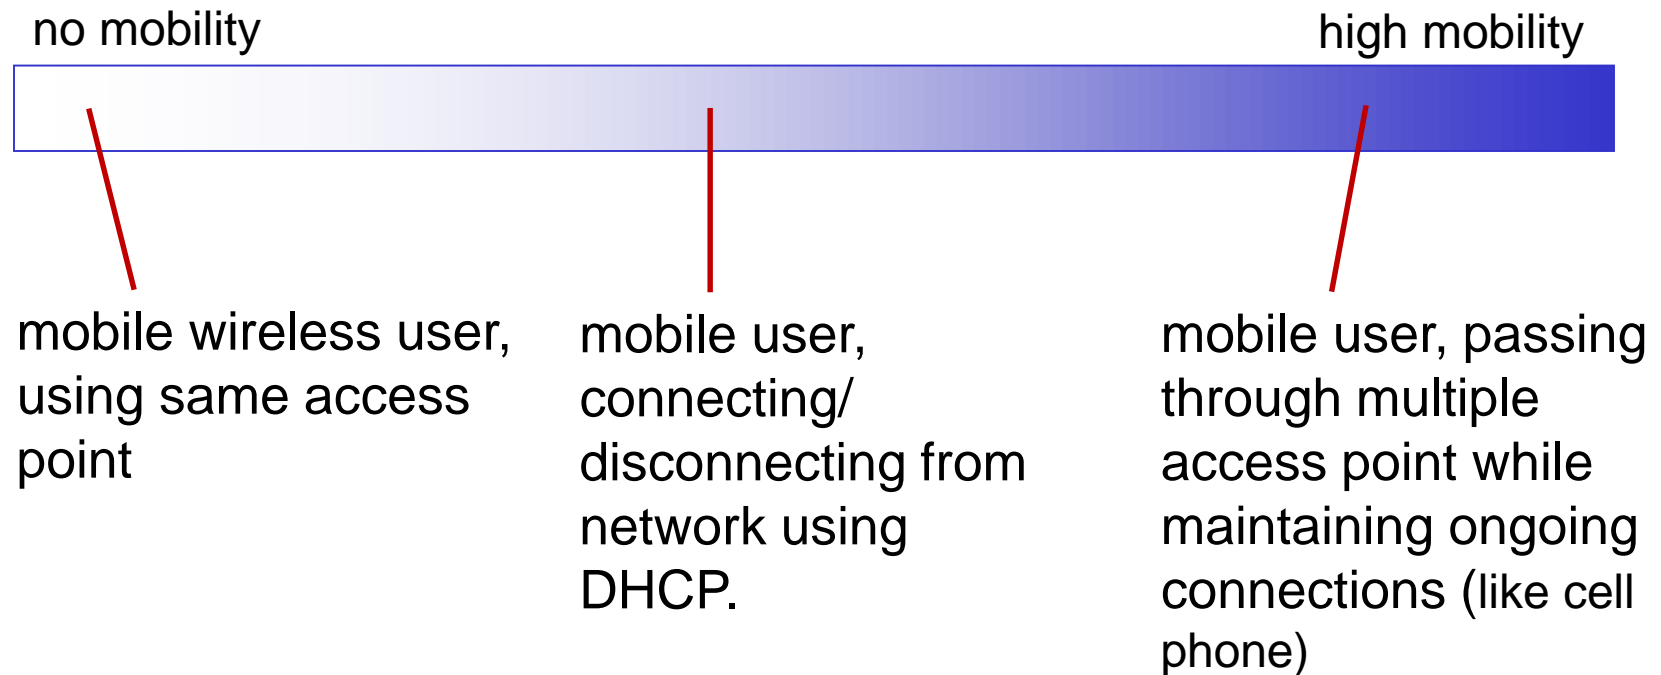 no mobility
high mobility
mobile wireless user,
using same access
point
mobile user,
connecting/
disconnecting from
network using
DHCP.
mobile user, passing
through multiple
access point while
maintaining ongoing
connections (like cell
phone)